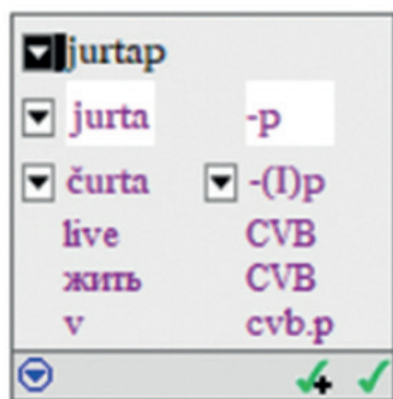 jurtap
jurta -p
čurta -(I)p
live CVB
жить CVB
v cvb.p